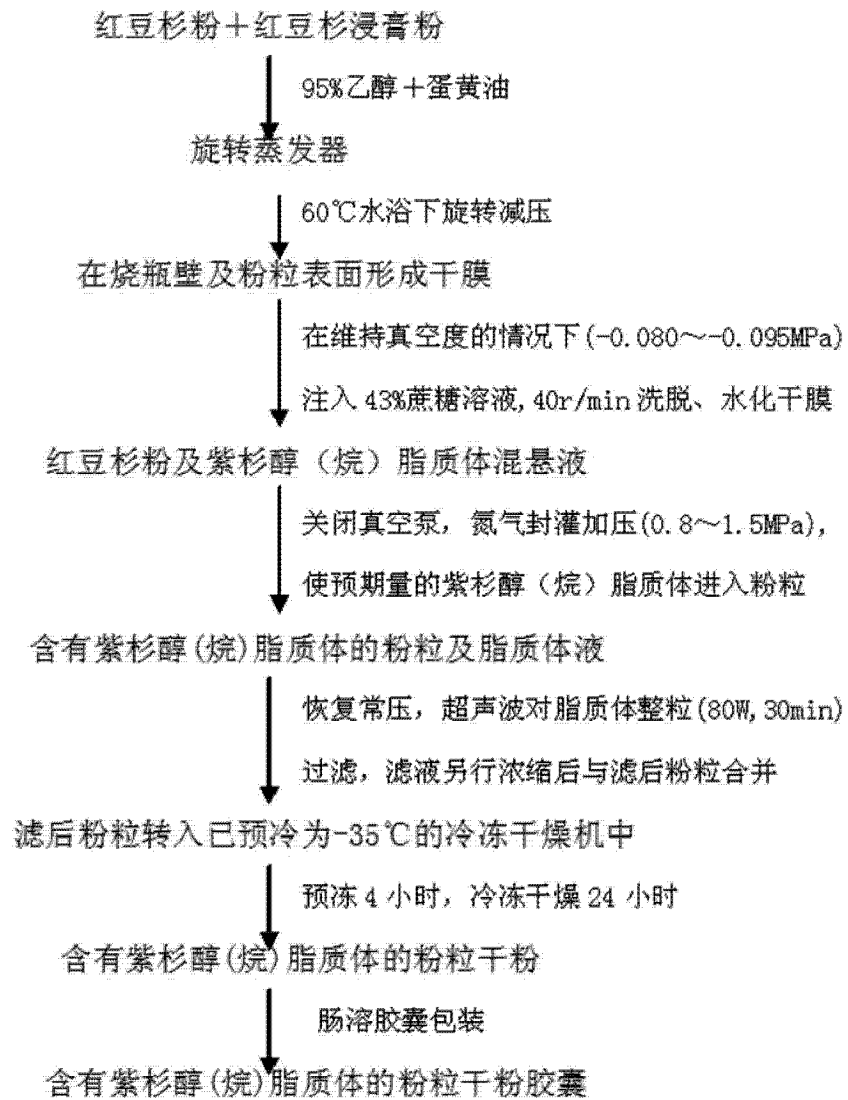 红豆杉粉＋红豆杉浸膏粉
95%乙醇＋蛋黄油
旋转蒸发器
60℃水浴下旋转减压
在烧瓶壁及粉粒表面形成干膜
在维持真空度的情况下(-0.080～-0.095MPa)
注入43%蔗糖溶液,40r/min洗脱、水化干膜
红豆杉粉及紫杉醇（烷）脂质体混悬液
关闭真空泵，氮气封灌加压(0.8～1.5MPa),
使预期量的紫杉醇（烷）脂质体进入粉粒
含有紫杉醇(烷)脂质体的粉粒及脂质体液
恢复常压，超声波对脂质体整粒(80W,30min)
过滤，滤液另行浓缩后与滤后粉粒合并
滤后粉粒转入已预冷为-35℃的冷冻干燥机中
预冻4小时，冷冻干燥24小时
含有紫杉醇(烷)脂质体的粉粒干粉
肠溶胶囊包装
含有紫杉醇(烷)脂质体的粉粒干粉胶囊